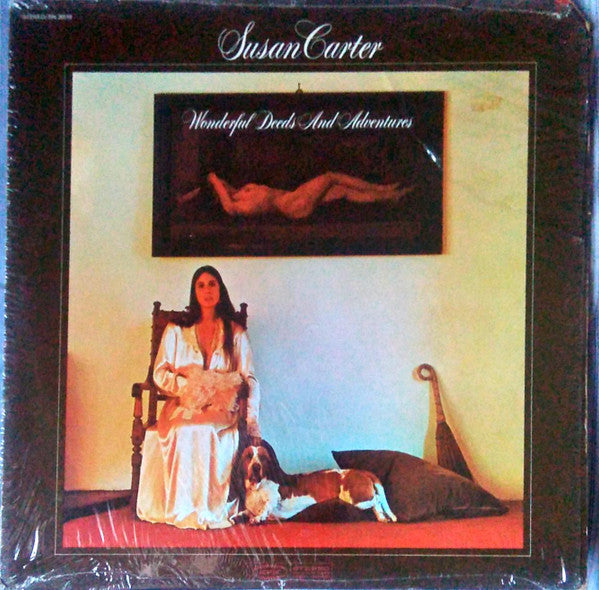 Susan Carter
Wonderful Deeds And Adventures